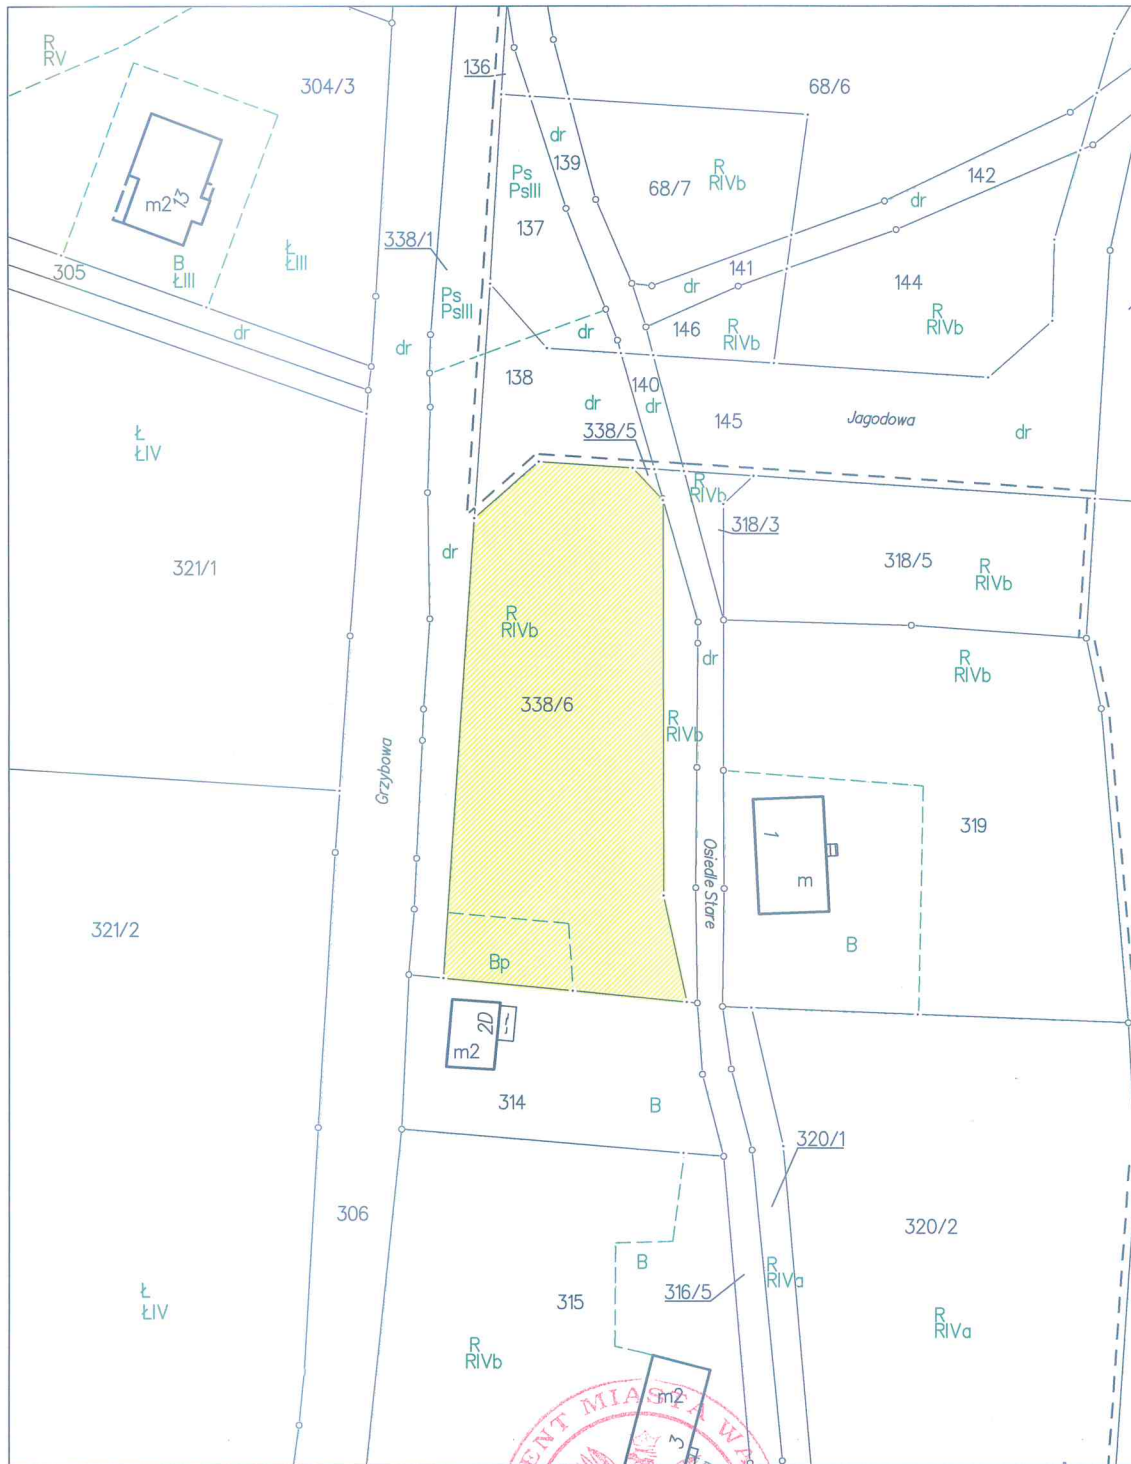 R
RV
304/3
136
68/6
dr
139
142
Ps
PsIII
R
RIVb
68/7
dr
m2
13
137
338/1
Ł
ŁIII
B
ŁIII
305
141
144
dr
Ps
PsIII
dr
146
R
RIVb
R
RIVb
dr
dr
138
140
dr
dr
145
Jagodowa
dr
338/5
Ł
ŁIV
R
RIVb
318/3
dr
321/1
318/5
R
RIVb
R
RIVb
dr
R
RIVb
338/6
R
RIVb
Grzybowa
319
1
m
Osiedle Stare
321/2
B
Bp
2D
m2
314
B
320/1
306
320/2
B
R
RIVa
316/5
Ł
ŁIV
315
R
RIVb
R
RIVa
ENT MIASTA WA
m2
3